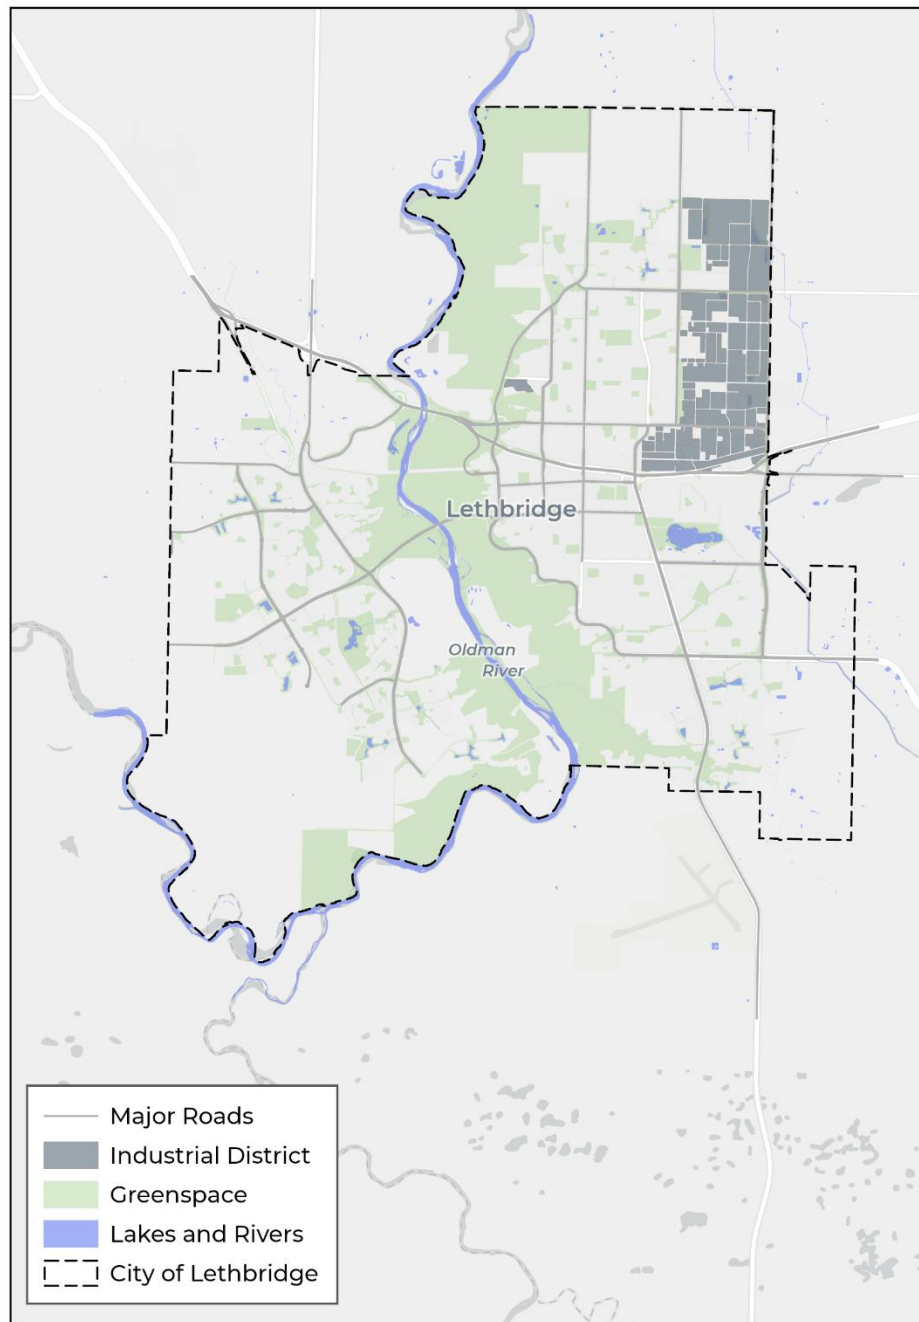 Lethbridge
Oldman
River
Major Roads
Industrial District
Greenspace
Lakes and Rivers
City of Lethbridge